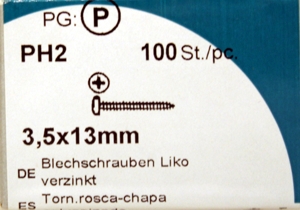 PG: P
PH2 100 St./pc.
3,5x13mm
DE Blechschrauben Liko
verzinkt
ES Torn.rosca-chapa